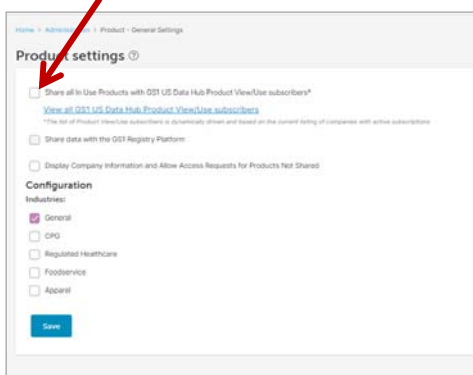 Home > Administration > Product - General Settings
Product settings ?
Share all In Use Products with GS1 US Data Hub Product View/Use subscribers*
View all GS1 US Data Hub Product View/Use subscribers
*The list of Product View/Use subscribers is dynamically driven and based on the current listing of companies with active subscriptions
Share data with the GS1 Registry Platform
Display Company Information and Allow Access Requests for Products Not Shared
Configuration
Industries:
General
CPG
Regulated Healthcare
Foodservice
Apparel
Save